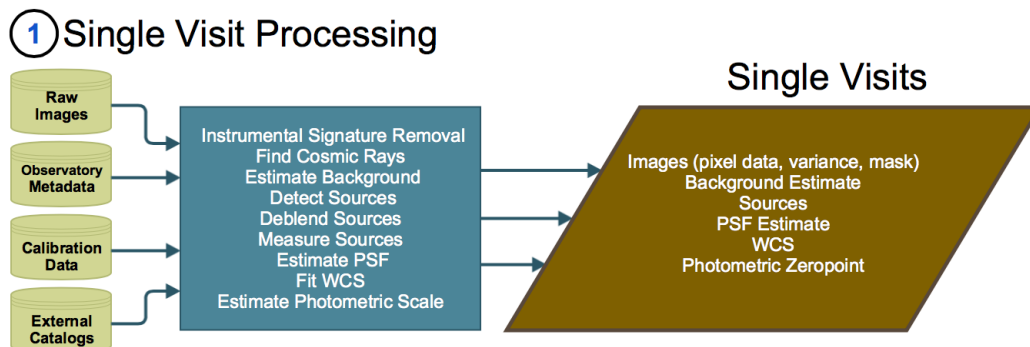 1 Single Visit Processing
Single Visits
Raw
Images
Observatory
Metadata
Calibration
Data
External
Catalogs
Instrumental Signature Removal
Find Cosmic Rays
Estimate Background
Detect Sources
Deblend Sources
Measure Sources
Estimate PSF
Fit WCS
Estimate Photometric Scale
Images (pixel data, variance, mask)
Background Estimate
Sources
PSF Estimate
WCS
Photometric Zeropoint